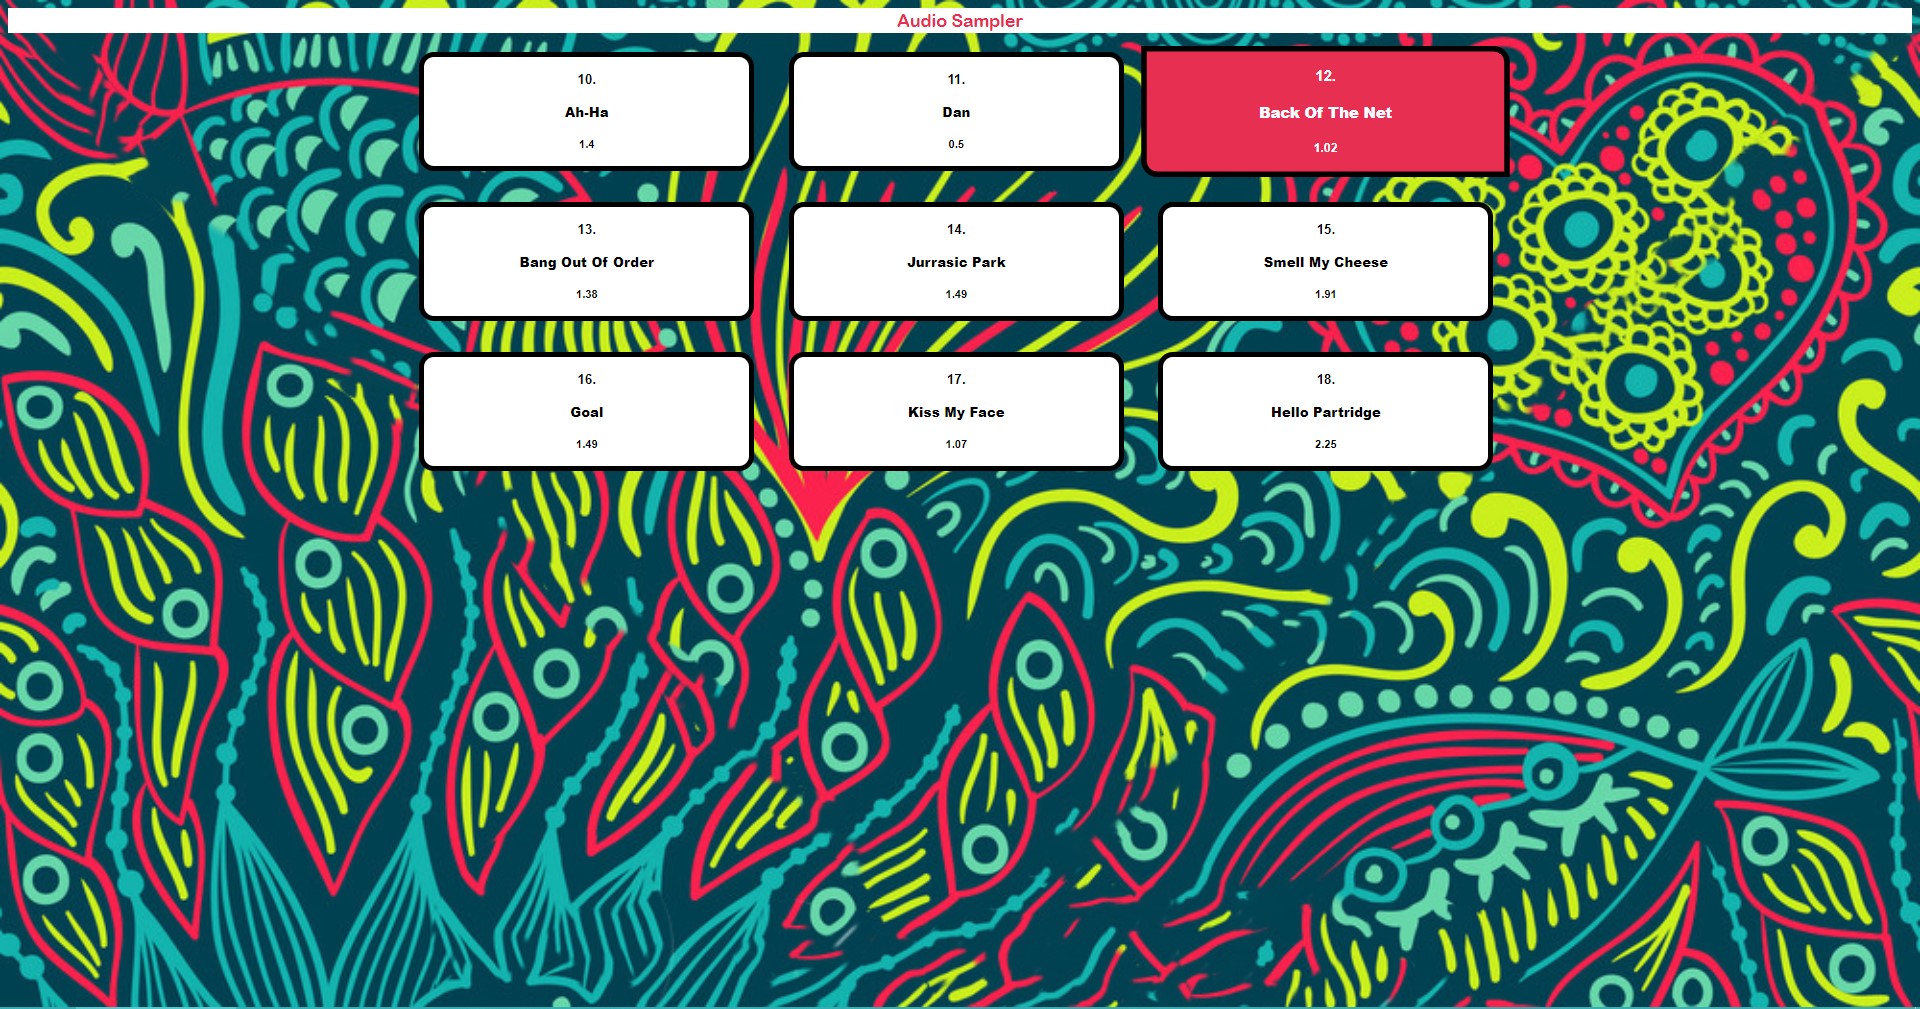 Audio Sampler
10.
Ah-Ha
1.4
11.
Dan
0.5
12.
Back Of The Net
1.02
13.
Bang Out Of Order
1.38
14.
Jurrasic Park
1.49
15.
Smell My Cheese
1.91
16.
Goal
1.49
17.
Kiss My Face
1.07
18.
Hello Partridge
2.25